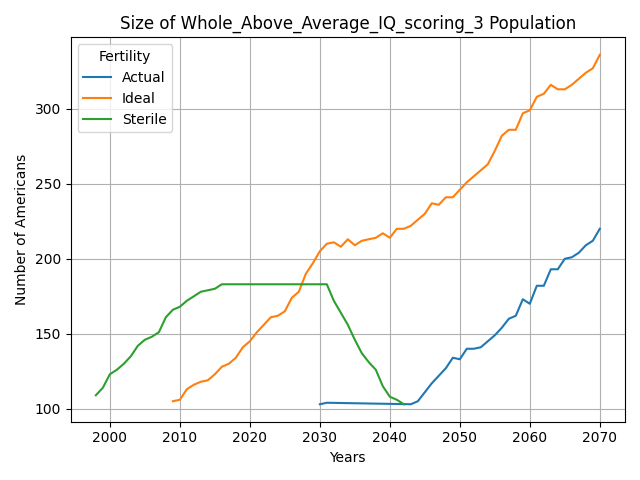 Size of Whole_Above_Average_IQ_scoring_3 Population
Fertility
Actual
Ideal
Sterile
Number of Americans
300
250
200
150
100
2000 2010 2020 2030 2040 2050 2060 2070
Years